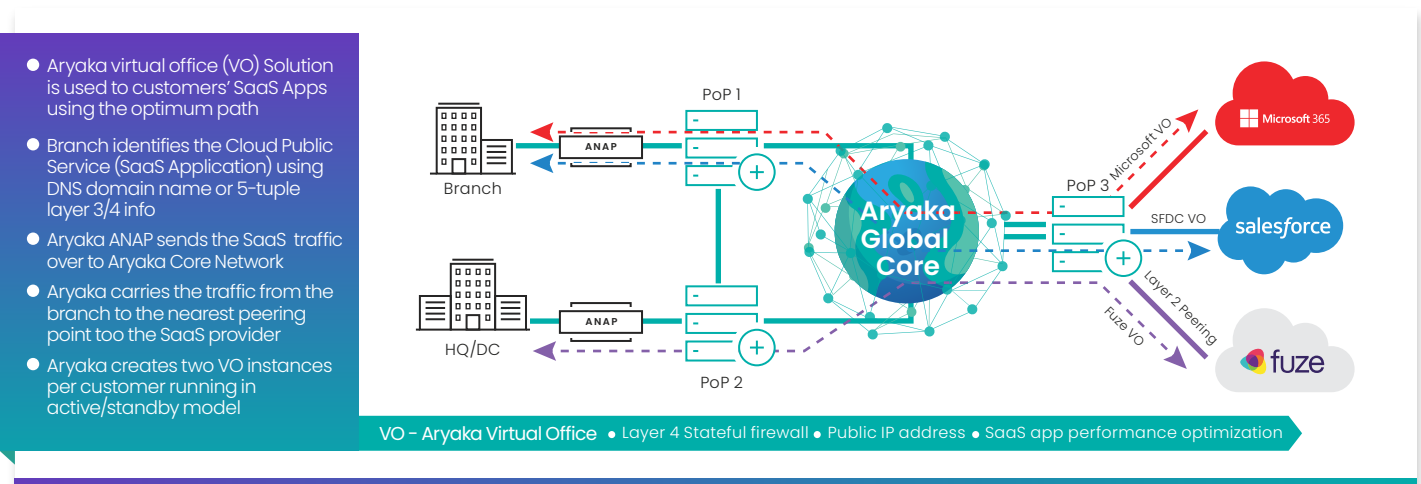 Aryaka virtual office (VO) Solution
is used to customers' SaaS Apps
using the optimum path
Branch identifies the Cloud Public
Service (SaaS Application) using
DNS domain name or 5-tuple
layer 3/4 info
Aryaka ANAP sends the SaaS traffic
over to Aryaka Core Network
Aryaka carries the traffic from the
branch to the nearest peering
point too the SaaS provider
Aryaka creates two VO instances
per customer running in
active/standby model
PoP 1
ANAP
Branch
ANAP
HQ/DC
PoP 2
Aryaka
Global
Core
PoP 3
Microsoft VO
Microsoft 365
SFDC VO
salesforce
Layer 2 Peering
Fuze VO
fuze
VO - Aryaka Virtual Office • Layer 4 Stateful firewall • Public IP address • SaaS app performance optimization